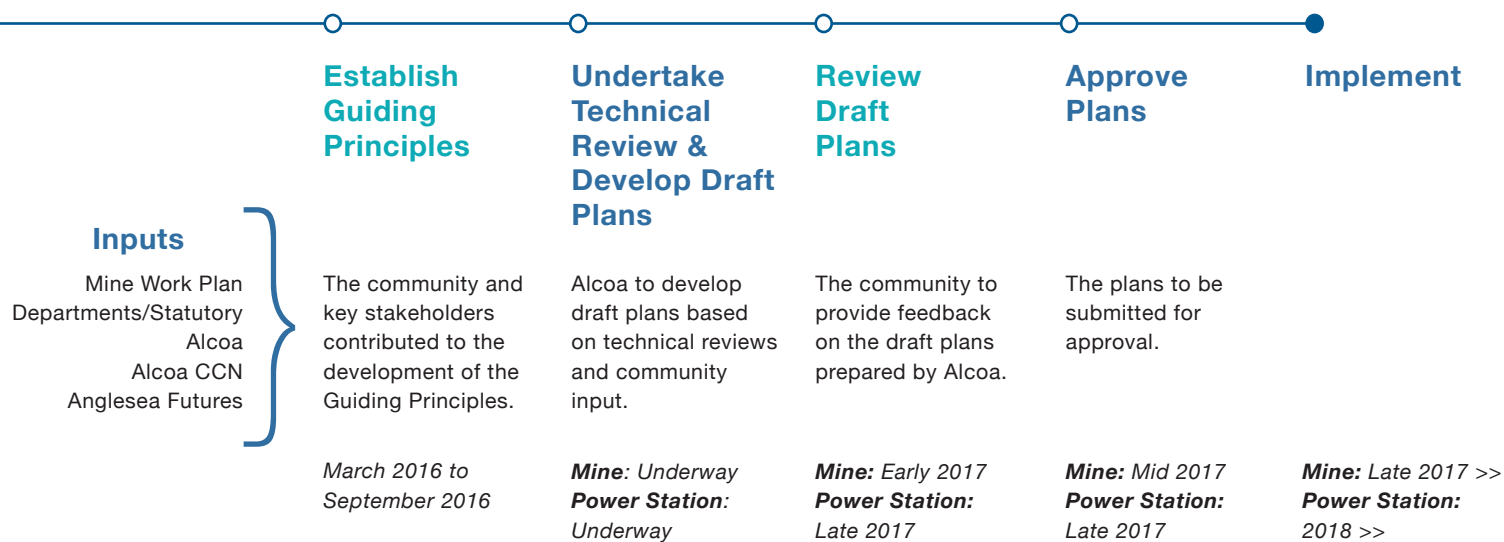 Establish
Guiding
Principles
Undertake
Technical
Review &
Develop Draft
Plans
Review
Draft
Plans
Approve
Plans
Implement
Inputs
Mine Work Plan
Departments/Statutory
Alcoa
Alcoa CCN
Anglesea Futures
The community and
key stakeholders
contributed to the
development of the
Guiding Principles.
Alcoa to develop
draft plans based
on technical reviews
and community
input.
The community to
provide feedback
on the draft plans
prepared by Alcoa.
The plans to be
submitted for
approval.
March 2016 to
September 2016
Mine: Underway
Power Station:
Underway
Mine: Early 2017
Power Station:
Late 2017
Mine: Mid 2017
Power Station:
Late 2017
Mine: Late 2017 >>
Power Station:
2018 >>